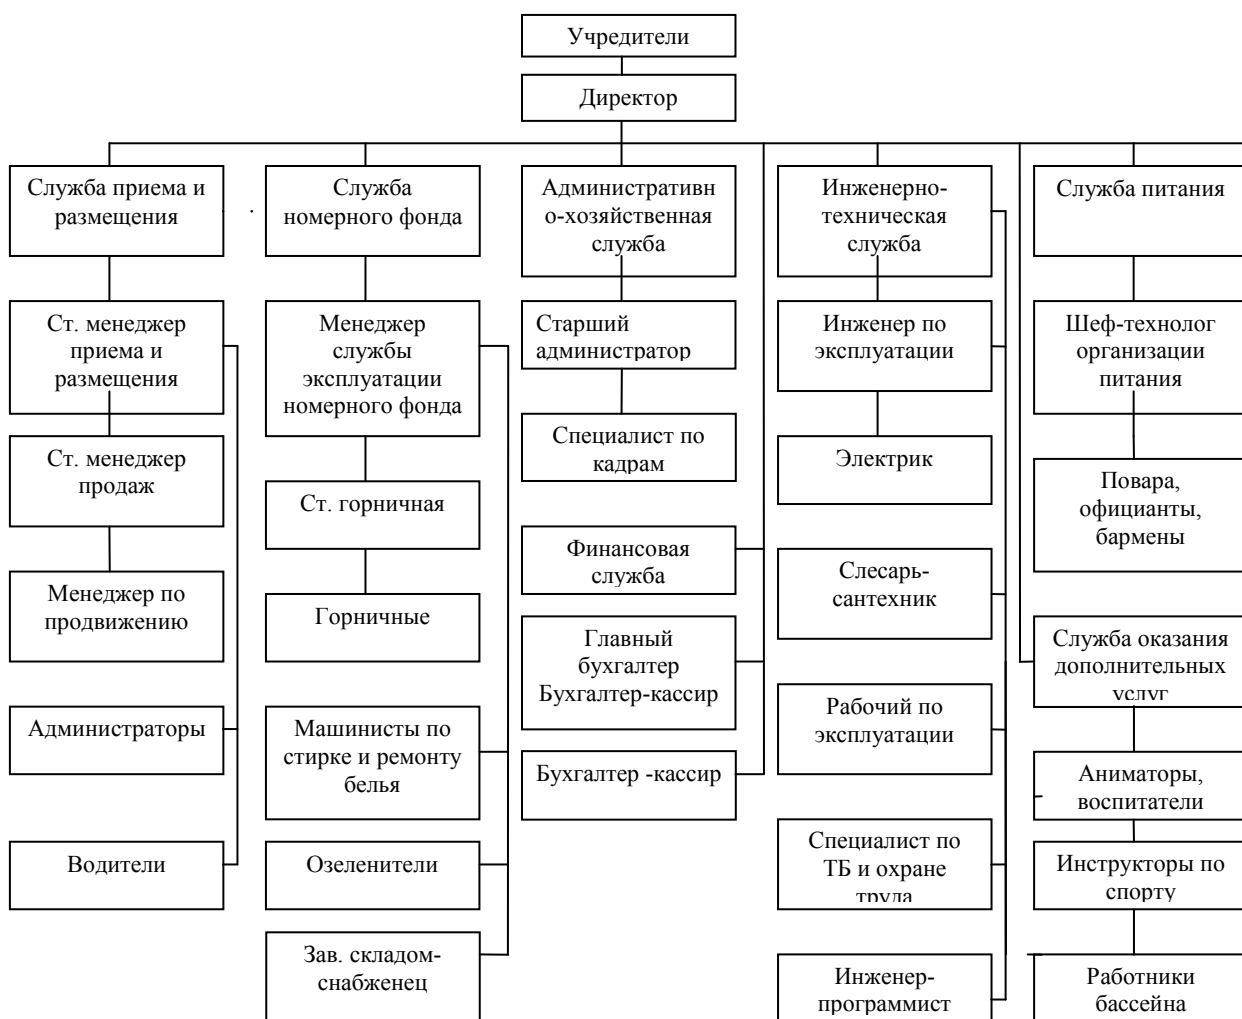 Учредители
Директор
Служба приема и
размещения
Служба
номерного фонда
Административн
о-хозяйственная
служба
Инженерно-
техническая
служба
Служба питания
Ст. менеджер
приема и
размещения
Менеджер
службы
эксплуатации
номерного фонда
Старший
администратор
Инженер по
эксплуатации
Шеф-технолог
организации
питания
Ст. менеджер
продаж
Специалист по
кадрам
Электрик
Повара,
официанты,
бармены
Ст. горничная
Финансовая
служба
Слесарь-
сантехник
Менеджер по
продвижению
Горничные
Главный
бухгалтер
Бухгалтер-кассир
Служба оказания
дополнительных
услуг
Администраторы
Машинисты по
стирке и ремонту
белья
Рабочий по
эксплуатации
Бухгалтер -кассир
Аниматоры,
воспитатели
Водители
Озеленители
Специалист по
ТБ и охране
труда
Инструкторы по
спорту
Зав. складом-
снабженец
Инженер-
программист
Работники
бассейна